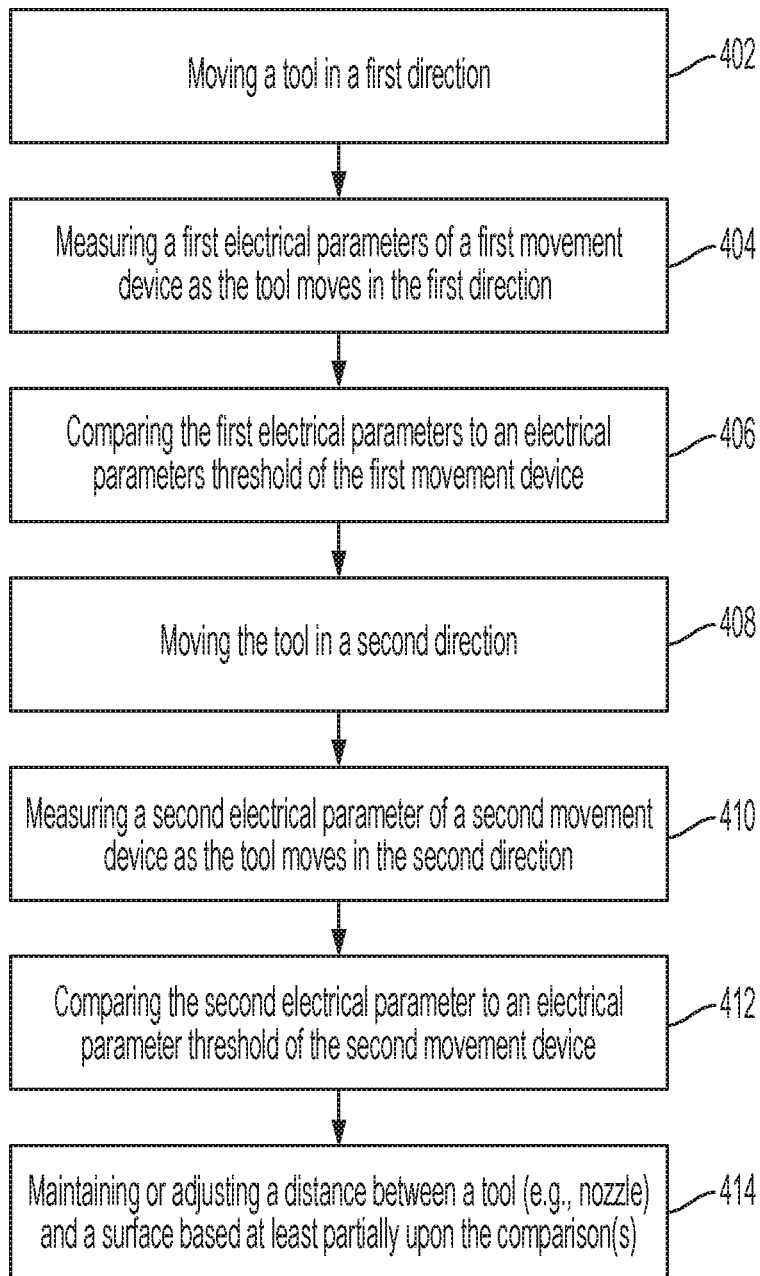 Moving a tool in a first direction
402
Measuring a first electrical parameters of a first movement
device as the tool moves in the first direction
404
Comparing the first electrical parameters to an electrical
parameters threshold of the first movement device
406
Moving the tool in a second direction
408
Measuring a second electrical parameter of a second movement
device as the tool moves in the second direction
410
Comparing the second electrical parameter to an electrical
parameter threshold of the second movement device
412
Maintaining or adjusting a distance between a tool (e.g., nozzle)
and a surface based at least partially upon the comparison(s)
414